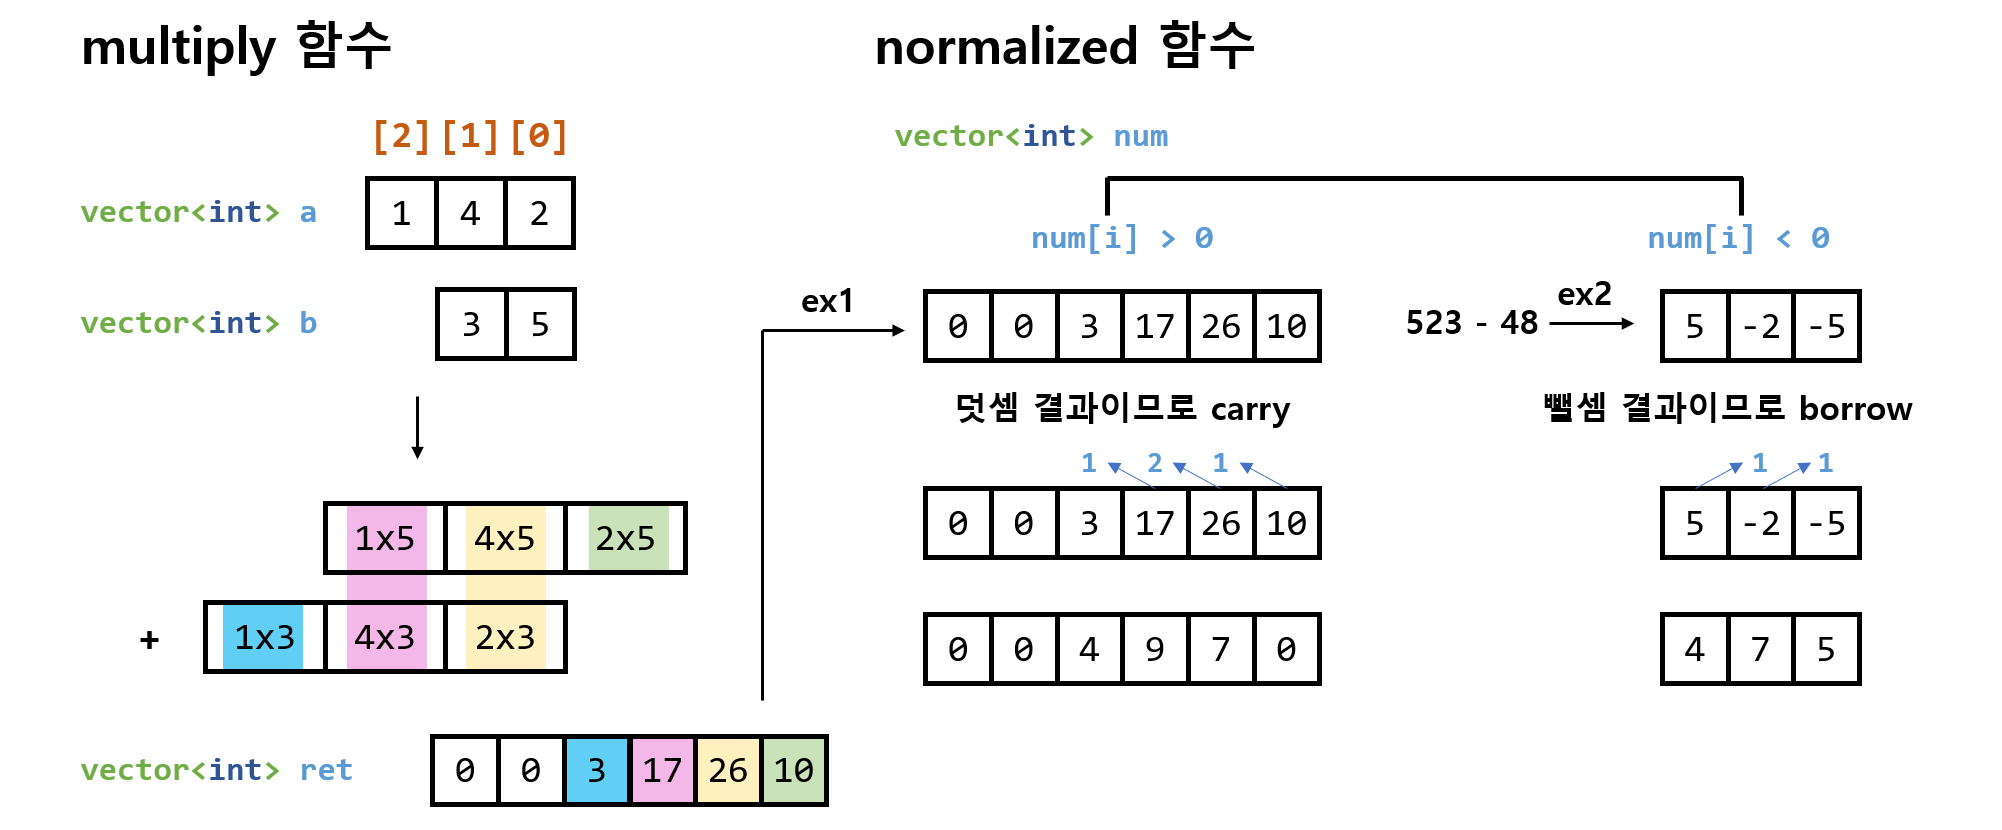 multiply 함수
[2] [1] [0]
vector<int> a
1 4 2
vector<int> b
3 5
1x5 4x5 2x5
+ 1x3 4x3 2x3
vector<int> ret
0 0 3 17 26 10
normalized 함수
vector<int> num
num[i] > 0
ex1
0 0 3 17 26 10
덧셈 결과이므로 carry
1 2 1
0 0 3 17 26 10
0 0 4 9 7 0
num[i] < 0
523 - 48
ex2
5 -2 -5
뺄셈 결과이므로 borrow
1 1
5 -2 -5
4 7 5